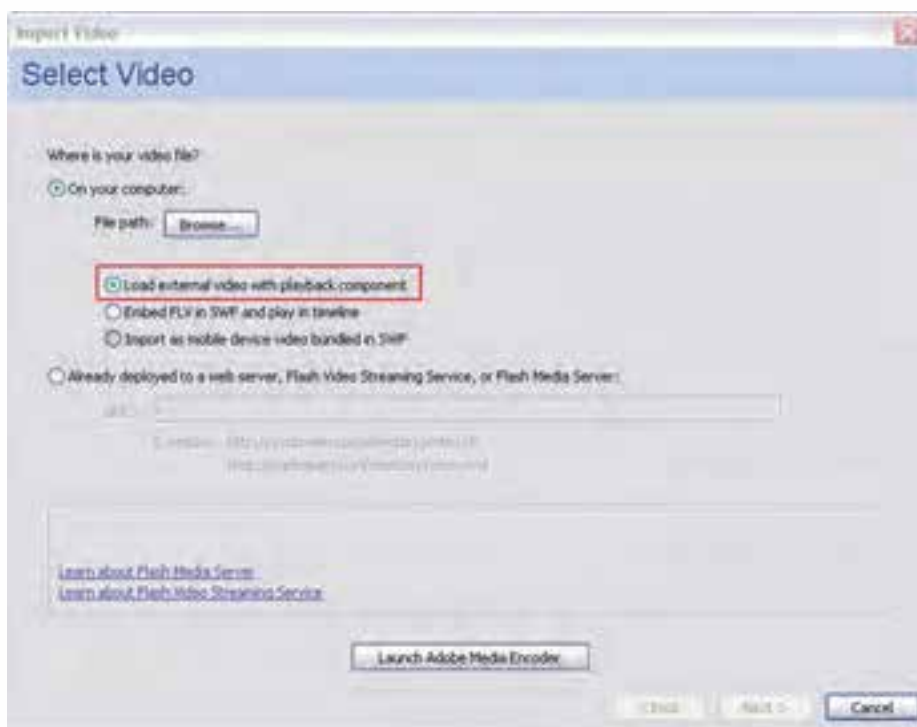 Import Video
Select Video
Where is your video file?
On your computer:
File path: Browse...
Load external video with playback component
Embed FLV in SWF and play in timeline
Import as mobile device video bundled in SWF
Already deployed to a web server, Flash Video Streaming Service, or Flash Media Server:
URL:
Learn about Flash Media Server
Learn about Flash Video Streaming Service
Launch Adobe Media Encoder
< Back Next > Cancel